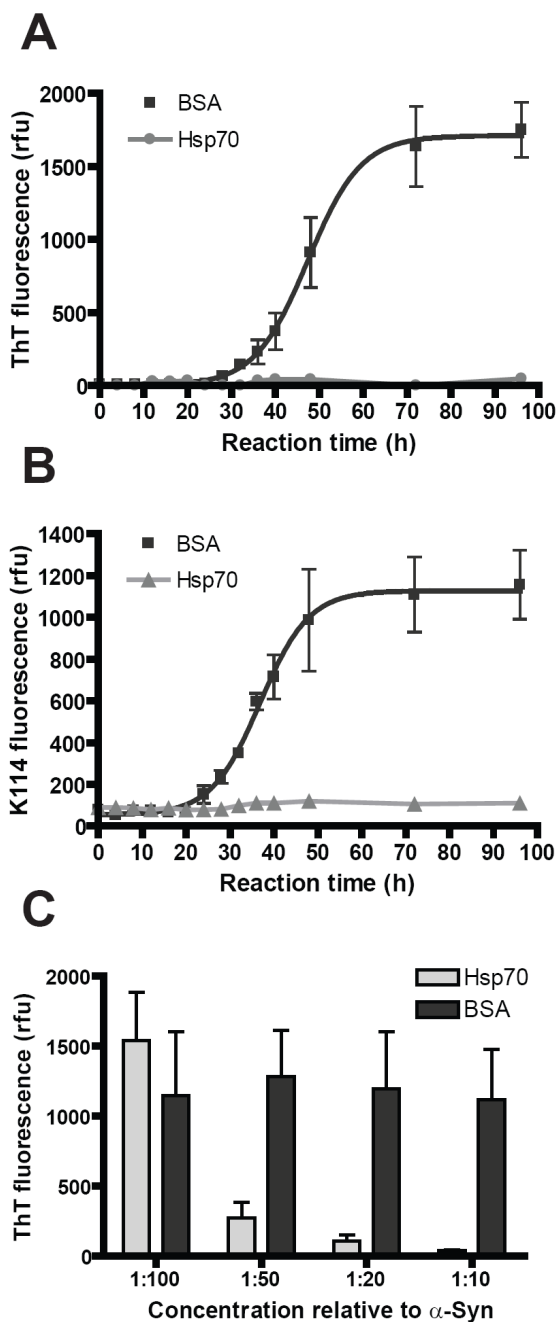 A
ThT fluorescence (rfu)
2000
1500
1000
500
0
BSA
Hsp70
0 10 20 30 40 50 60 70 80 90 100
Reaction time (h)
B
K114 fluorescence (rfu)
1400
1200
1000
800
600
400
200
0
BSA
Hsp70
0 10 20 30 40 50 60 70 80 90 100
Reaction time (h)
C
ThT fluorescence (rfu)
2000
1500
1000
500
0
Hsp70
BSA
1:100 1:50 1:20 1:10
Concentration relative to α-Syn